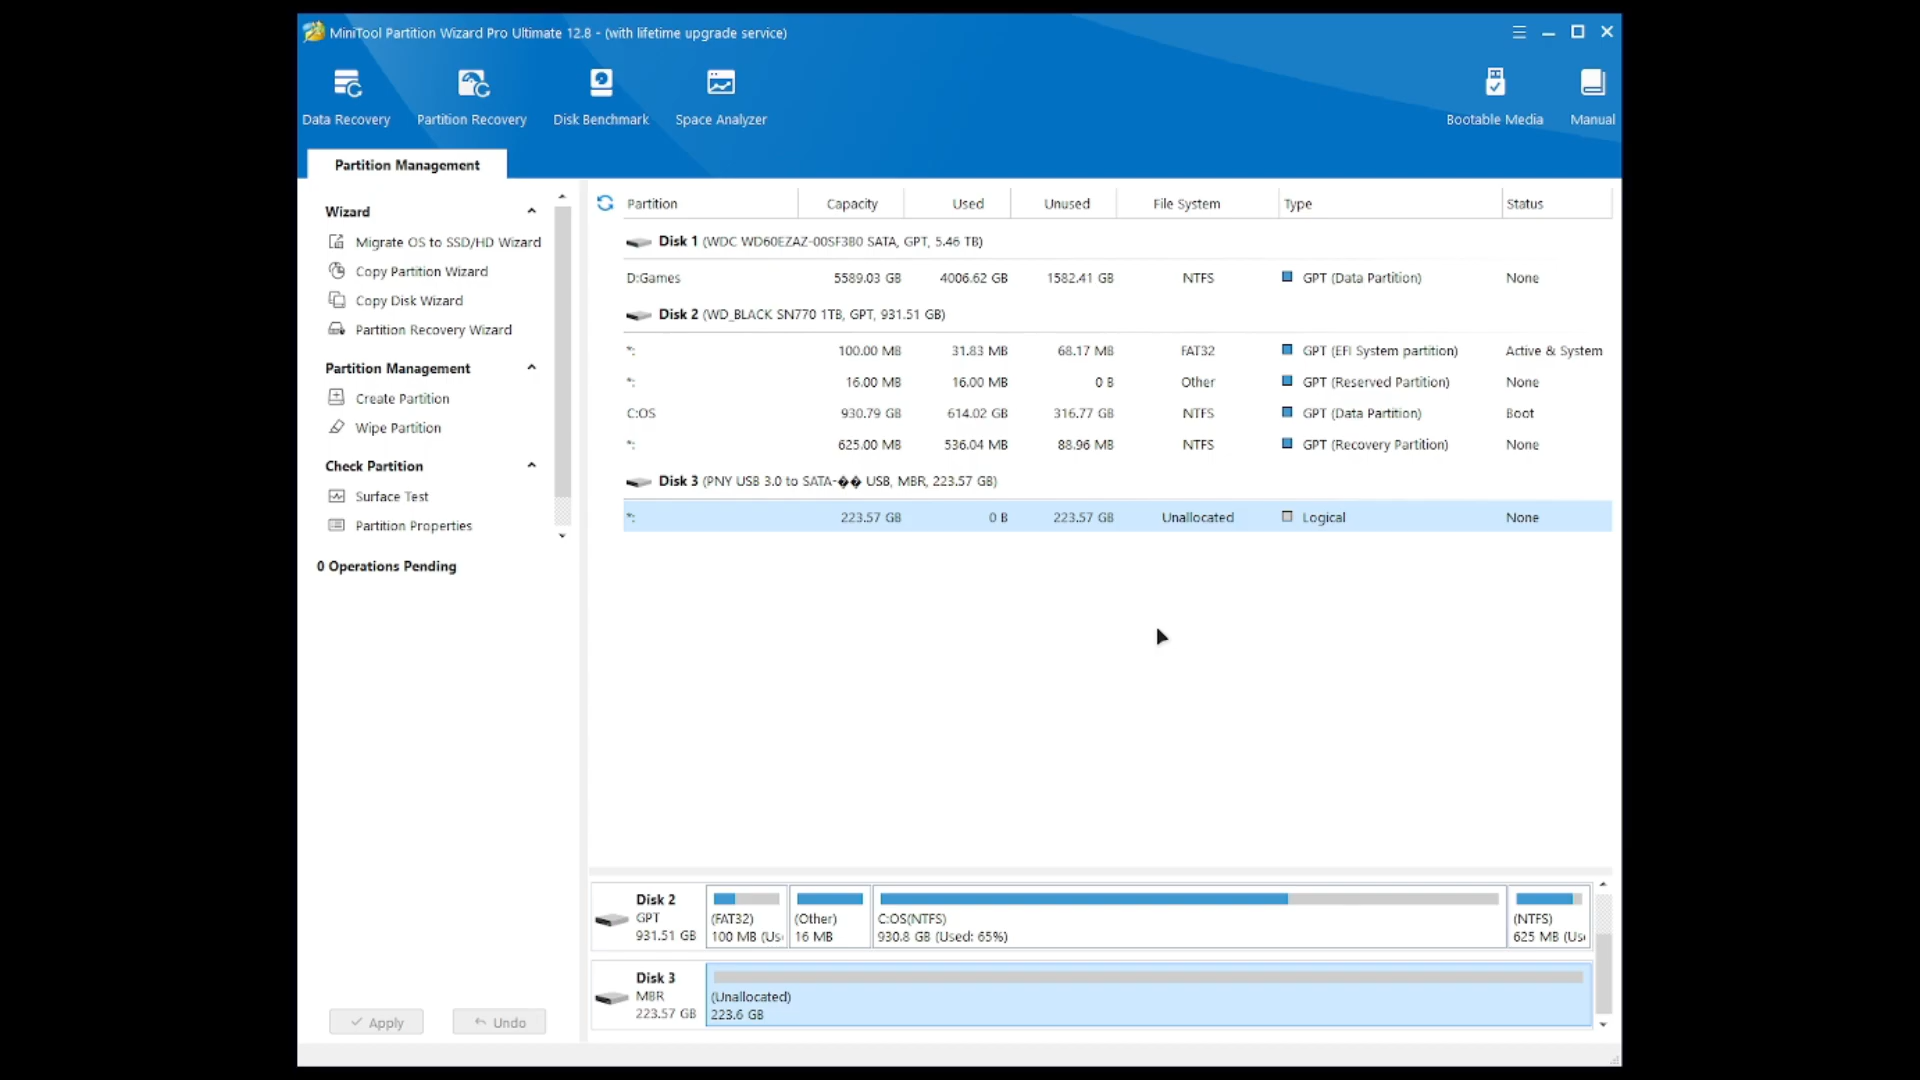 MiniTool Partition Wizard Pro Ultimate 12.8 - (with lifetime upgrade service)
Data Recovery Partition Recovery Disk Benchmark Space Analyzer Bootable Media Manual
Partition Management
Wizard
Migrate OS to SSD/HD Wizard
Copy Partition Wizard
Copy Disk Wizard
Partition Recovery Wizard
Partition Management
Create Partition
Wipe Partition
Check Partition
Surface Test
Partition Properties
0 Operations Pending
Apply Undo
Partition Capacity Used Unused File System Type Status
Disk 1 (WDC WD60EZAZ-00SF3B0 SATA, GPT, 5.46 TB)
D:Games 5589.03 GB 4006.62 GB 1582.41 GB NTFS GPT (Data Partition) None
Disk 2 (WD_BLACK SN770 1TB, GPT, 931.51 GB)
*: 100.00 MB 31.83 MB 68.17 MB FAT32 GPT (EFI System partition) Active & System
*: 16.00 MB 16.00 MB 0 B Other GPT (Reserved Partition) None
C:OS 930.79 GB 614.02 GB 316.77 GB NTFS GPT (Data Partition) Boot
*: 625.00 MB 536.04 MB 88.96 MB NTFS GPT (Recovery Partition) None
Disk 3 (PNY USB 3.0 to SATA-�� USB, MBR, 223.57 GB)
*: 223.57 GB 0 B 223.57 GB Unallocated Logical None
Disk 2
GPT
931.51 GB
(FAT32)
100 MB (Us
(Other)
16 MB
C:OS(NTFS)
930.8 GB (Used: 65%)
(NTFS)
625 MB (Us
Disk 3
MBR
223.57 GB
(Unallocated)
223.6 GB